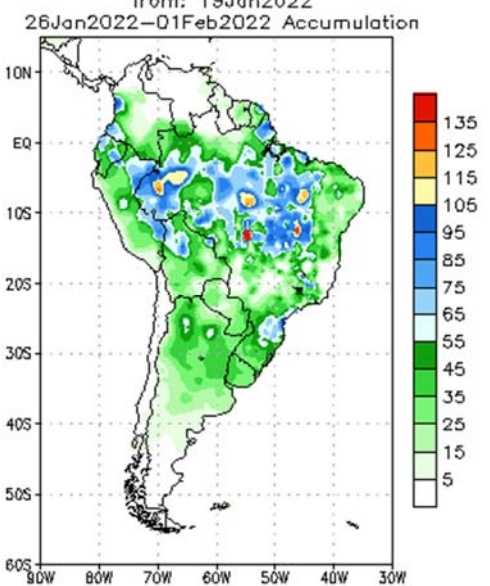 from: 19Jan2022
26Jan2022–01Feb2022 Accumulation
10N
EQ
10S
20S
30S
40S
50S
60S
90W 80W 70W 60W 50W 40W 30W
135
125
115
105
95
85
75
65
55
45
35
25
15
5